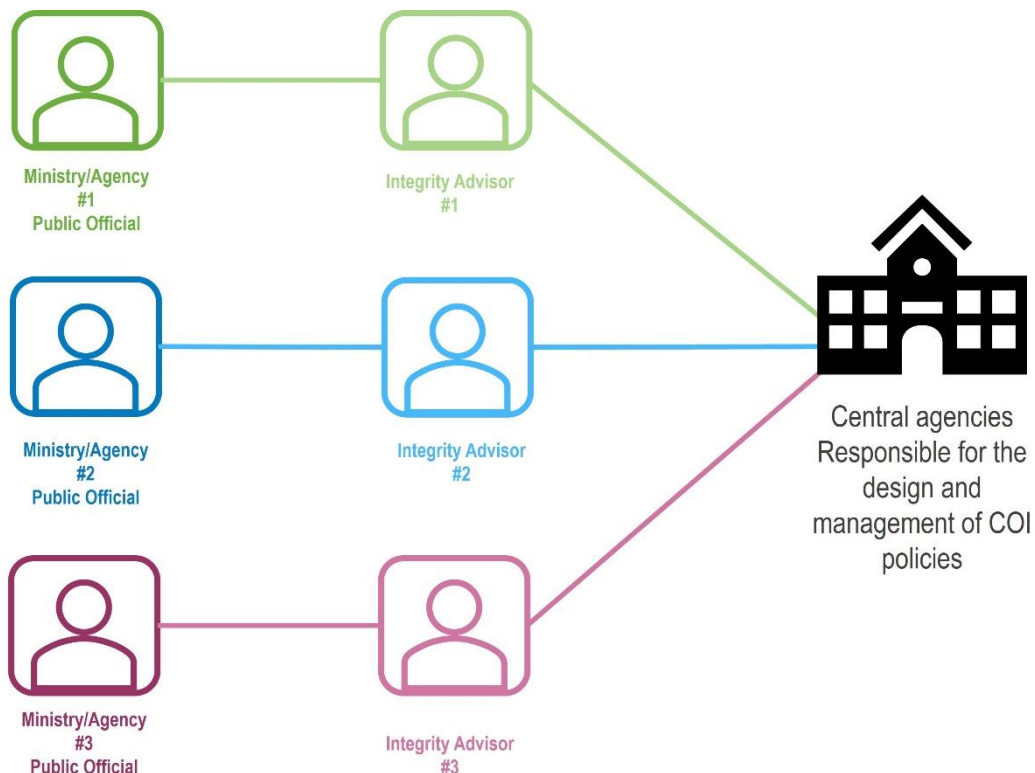 Ministry/Agency
#1
Public Official
Integrity Advisor
#1
Ministry/Agency
#2
Public Official
Integrity Advisor
#2
Central agencies
Responsible for the
design and
management of COI
policies
Ministry/Agency
#3
Public Official
Integrity Advisor
#3